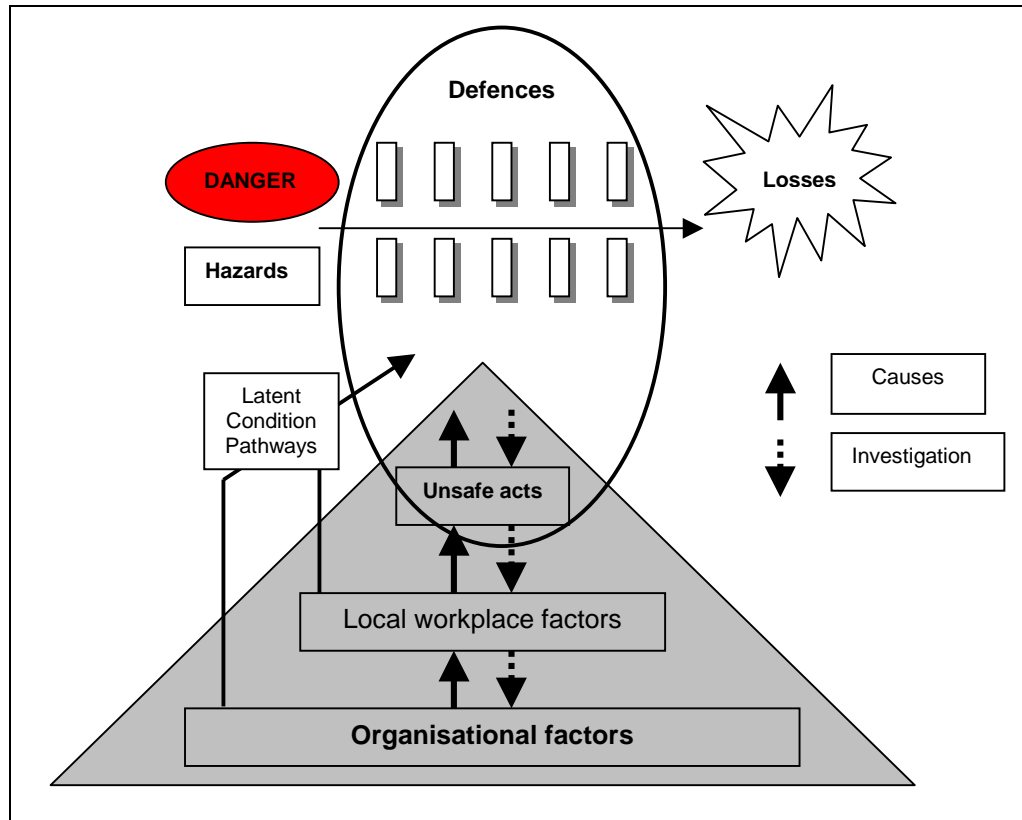 Defences
DANGER
Losses
Hazards
Latent
Condition
Pathways
Causes
Investigation
Unsafe acts
Local workplace factors
Organisational factors